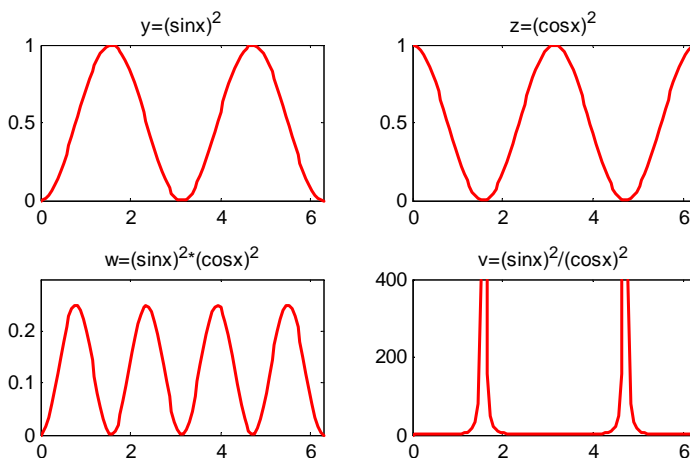 y=(sinx)^2
1
0.5
0
0 2 4 6
z=(cosx)^2
1
0.5
0
0 2 4 6
w=(sinx)^2*(cosx)^2
0.2
0.1
0
0 2 4 6
v=(sinx)^2/(cosx)^2
400
200
0
0 2 4 6